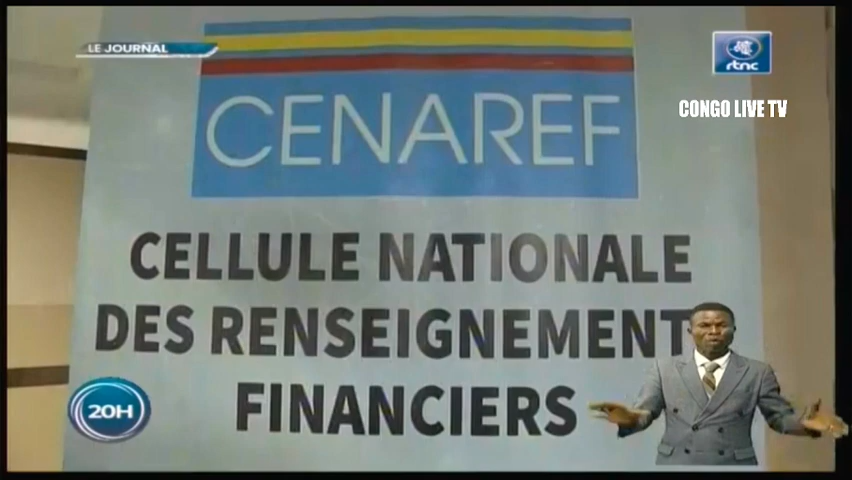 LE JOURNAL
rtnc
CONGO LIVE TV
CENAREF
CELLULE NATIONALE
DES RENSEIGNEMENT
FINANCIERS
20H